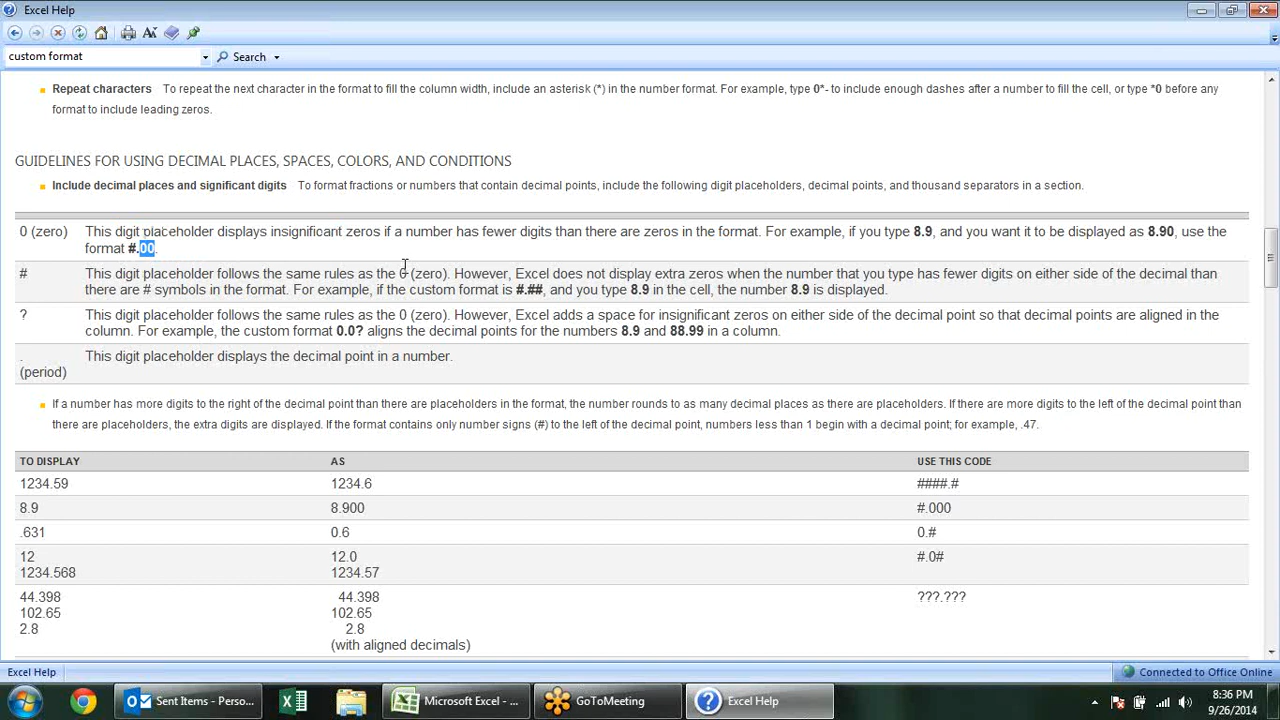 Excel Help
custom format
Search
Repeat characters To repeat the next character in the format to fill the column width, include an asterisk (*) in the number format. For example, type 0*- to include enough dashes after a number to fill the cell, or type *0 before any
format to include leading zeros.
GUIDELINES FOR USING DECIMAL PLACES, SPACES, COLORS, AND CONDITIONS
Include decimal places and significant digits To format fractions or numbers that contain decimal points, include the following digit placeholders, decimal points, and thousand separators in a section.
0 (zero) This digit placeholder displays insignificant zeros if a number has fewer digits than there are zeros in the format. For example, if you type 8.9, and you want it to be displayed as 8.90, use the
format #.00.
# This digit placeholder follows the same rules as the 0 (zero). However, Excel does not display extra zeros when the number that you type has fewer digits on either side of the decimal than
there are # symbols in the format. For example, if the custom format is #.##, and you type 8.9 in the cell, the number 8.9 is displayed.
? This digit placeholder follows the same rules as the 0 (zero). However, Excel adds a space for insignificant zeros on either side of the decimal point so that decimal points are aligned in the
column. For example, the custom format 0.0? aligns the decimal points for the numbers 8.9 and 88.99 in a column.
. This digit placeholder displays the decimal point in a number.
(period)
If a number has more digits to the right of the decimal point than there are placeholders in the format, the number rounds to as many decimal places as there are placeholders. If there are more digits to the left of the decimal point than
there are placeholders, the extra digits are displayed. If the format contains only number signs (#) to the left of the decimal point, numbers less than 1 begin with a decimal point; for example, .47.
TO DISPLAY AS USE THIS CODE
1234.59 1234.6 ####.#
8.9 8.900 #.000
.631 0.6 0.#
12 12.0 #.0#
1234.568 1234.57
44.398 44.398 ???.???
102.65 102.65
2.8 2.8
(with aligned decimals)
Excel Help Connected to Office Online
Sent Items - Perso... Microsoft Excel - ... GoToMeeting Excel Help 8:36 PM
9/26/2014